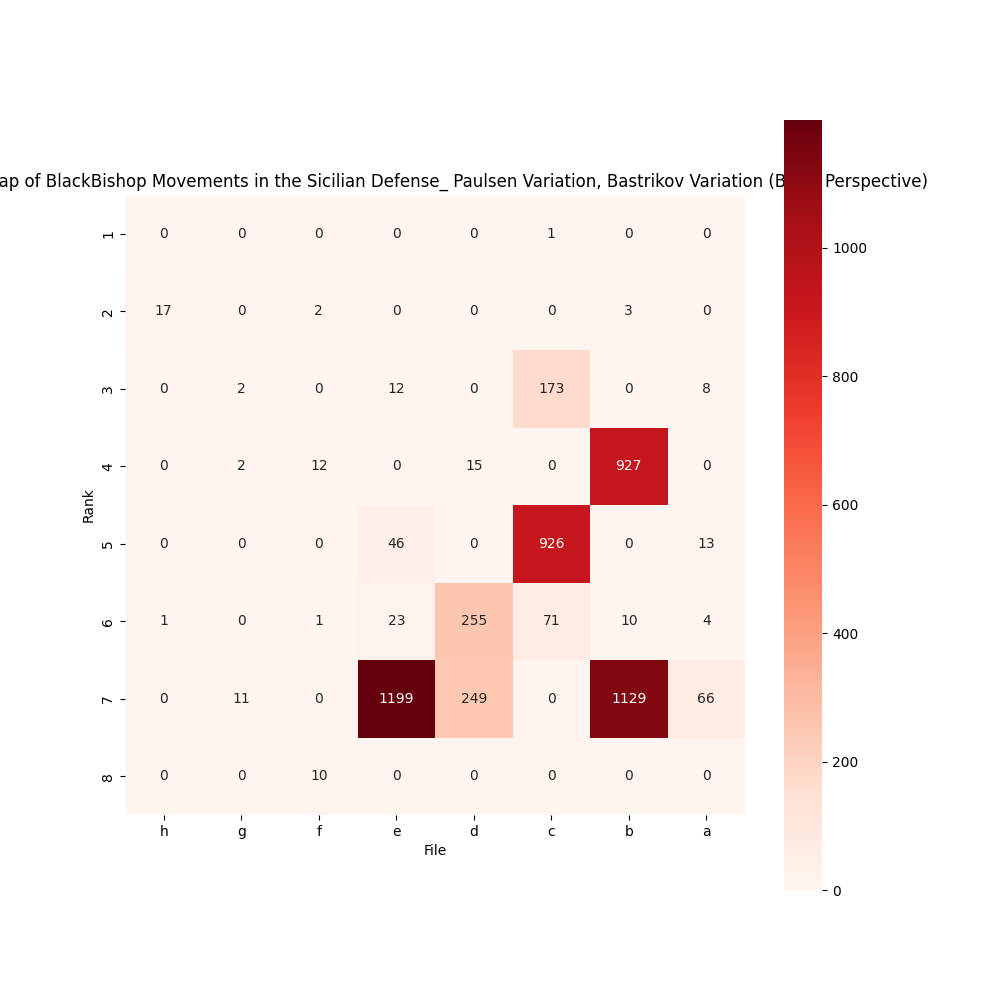 ap of BlackBishop Movements in the Sicilian Defense_ Paulsen Variation, Bastrikov Variation (B Perspective)
1 0 0 0 0 0 1 0 0
2 17 0 2 0 0 0 3 0
3 0 2 0 12 0 173 0 8
4 0 2 12 0 15 0 927 0
5 0 0 0 46 0 926 0 13
6 1 0 1 23 255 71 10 4
7 0 11 0 1199 249 0 1129 66
8 0 0 10 0 0 0 0 0
h g f e d c b a
File
Rank
1000
800
600
400
200
0